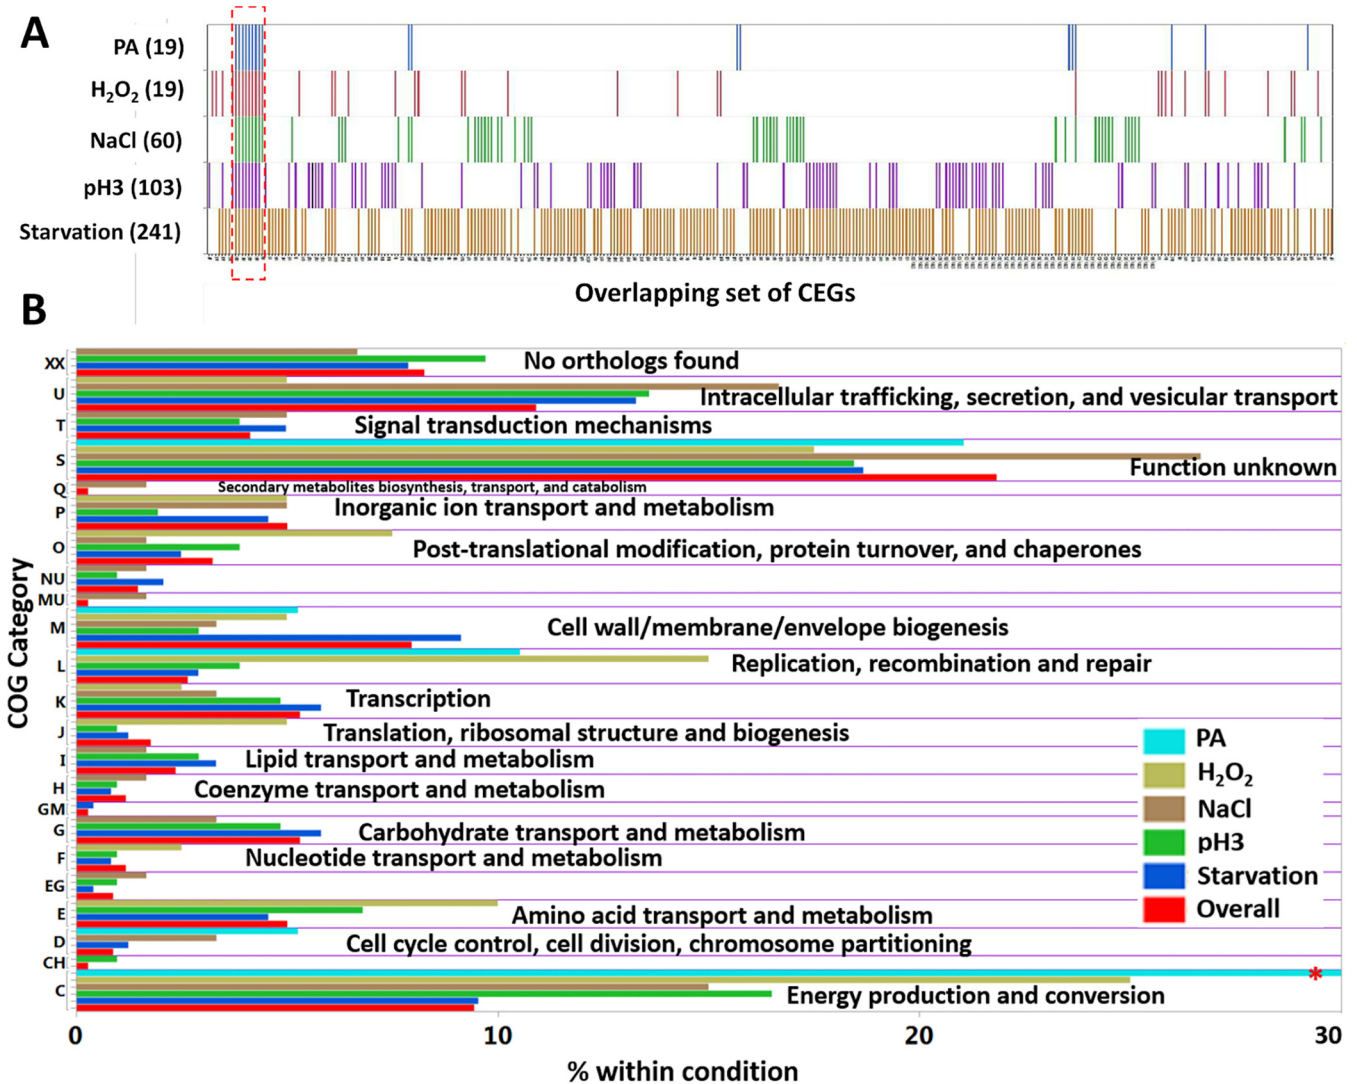 A
PA (19)
H2O2 (19)
NaCl (60)
pH3 (103)
Starvation (241)
Overlapping set of CEGs
B
COG Category
XX No orthologs found
U Intracellular trafficking, secretion, and vesicular transport
T Signal transduction mechanisms
S Function unknown
Q Secondary metabolites biosynthesis, transport, and catabolism
P Inorganic ion transport and metabolism
O Post-translational modification, protein turnover, and chaperones
NU
MU
M Cell wall/membrane/envelope biogenesis
L Replication, recombination and repair
K Transcription
J Translation, ribosomal structure and biogenesis
I Lipid transport and metabolism
H Coenzyme transport and metabolism
GM
G Carbohydrate transport and metabolism
F Nucleotide transport and metabolism
EG
E Amino acid transport and metabolism
D Cell cycle control, cell division, chromosome partitioning
CH
*
C Energy production and conversion
PA
H2O2
NaCl
pH3
Starvation
Overall
0 10 20 30
% within condition